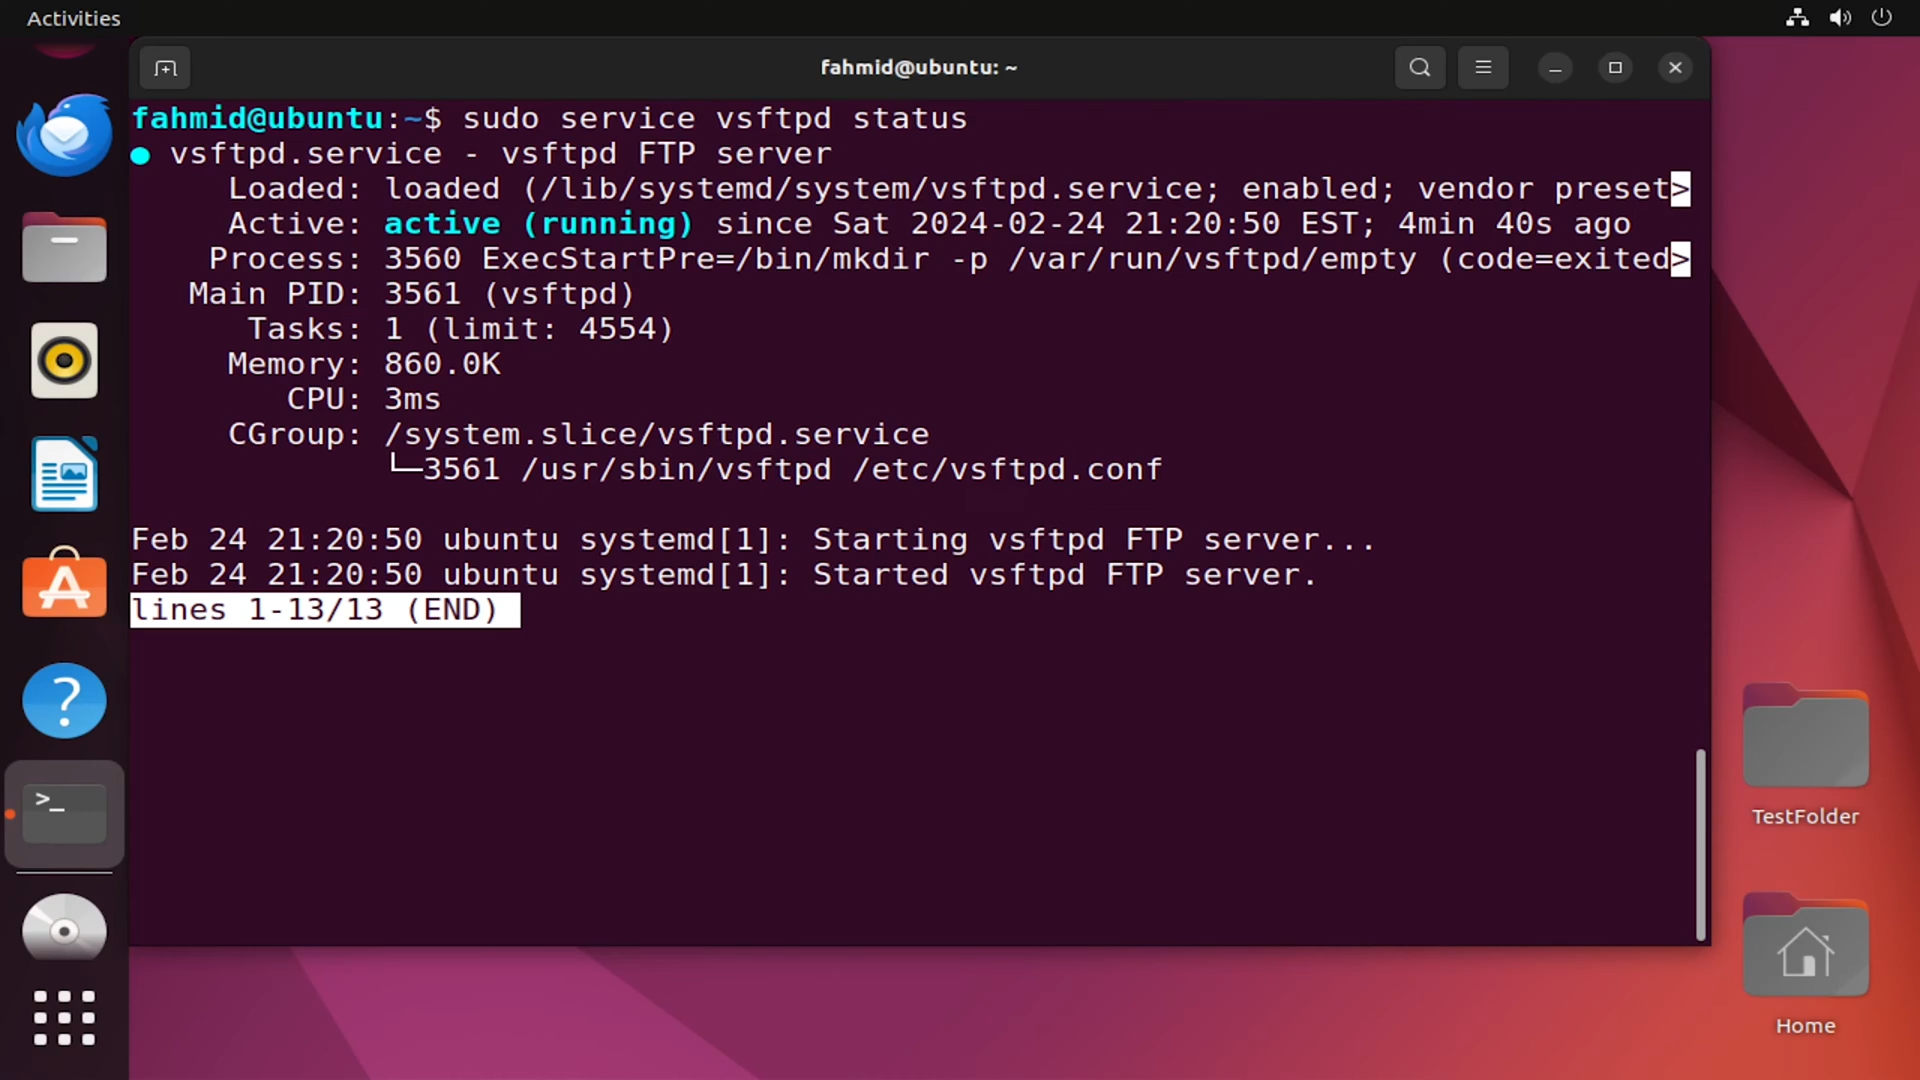 Activities
fahmid@ubuntu: ~
fahmid@ubuntu:~$ sudo service vsftpd status
● vsftpd.service - vsftpd FTP server
Loaded: loaded (/lib/systemd/system/vsftpd.service; enabled; vendor preset>
Active: active (running) since Sat 2024-02-24 21:20:50 EST; 4min 40s ago
Process: 3560 ExecStartPre=/bin/mkdir -p /var/run/vsftpd/empty (code=exited>
Main PID: 3561 (vsftpd)
Tasks: 1 (limit: 4554)
Memory: 860.0K
CPU: 3ms
CGroup: /system.slice/vsftpd.service
└─3561 /usr/sbin/vsftpd /etc/vsftpd.conf
Feb 24 21:20:50 ubuntu systemd[1]: Starting vsftpd FTP server...
Feb 24 21:20:50 ubuntu systemd[1]: Started vsftpd FTP server.
lines 1-13/13 (END)
TestFolder
Home